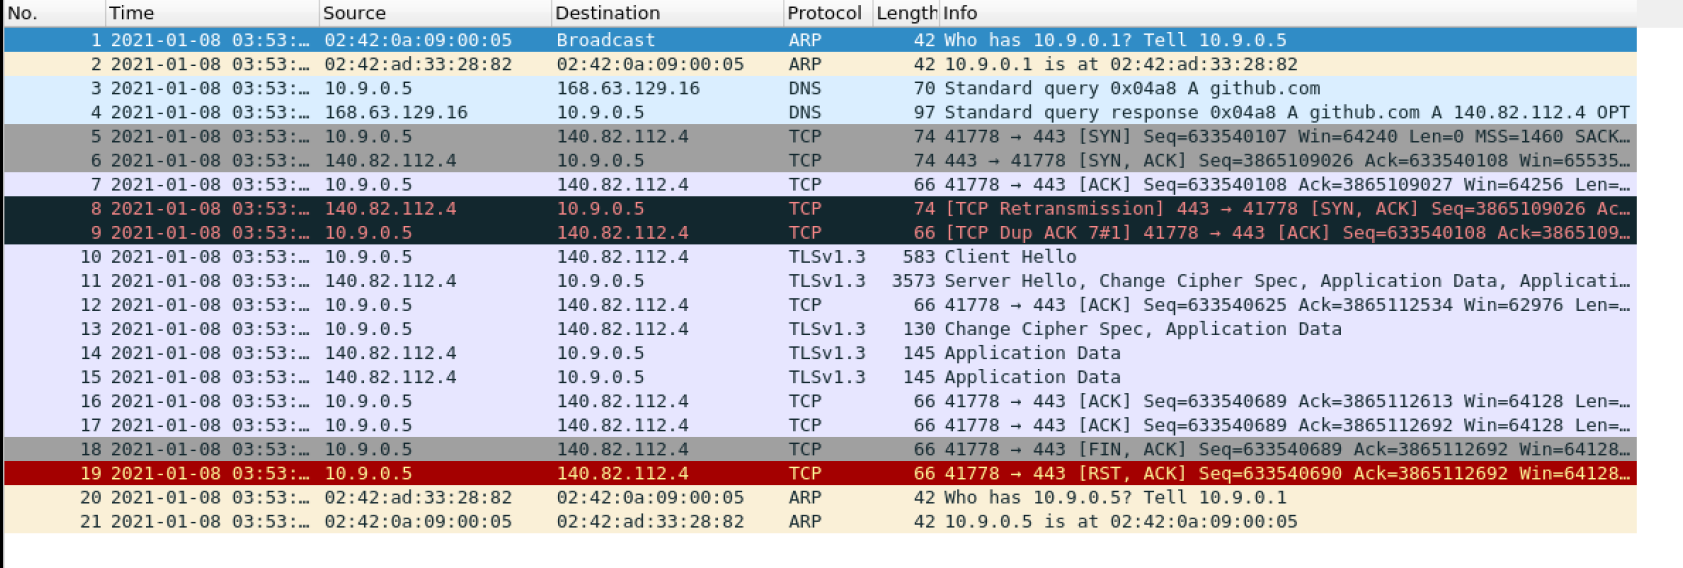 No. Time Source Destination Protocol Length Info
1 2021-01-08 03:53:… 02:42:0a:09:00:05 Broadcast ARP 42 Who has 10.9.0.1? Tell 10.9.0.5
2 2021-01-08 03:53:… 02:42:ad:33:28:82 02:42:0a:09:00:05 ARP 42 10.9.0.1 is at 02:42:ad:33:28:82
3 2021-01-08 03:53:… 10.9.0.5 168.63.129.16 DNS 70 Standard query 0x04a8 A github.com
4 2021-01-08 03:53:… 168.63.129.16 10.9.0.5 DNS 97 Standard query response 0x04a8 A github.com A 140.82.112.4 OPT
5 2021-01-08 03:53:… 10.9.0.5 140.82.112.4 TCP 74 41778 → 443 [SYN] Seq=633540107 Win=64240 Len=0 MSS=1460 SACK…
6 2021-01-08 03:53:… 140.82.112.4 10.9.0.5 TCP 74 443 → 41778 [SYN, ACK] Seq=3865109026 Ack=633540108 Win=65535…
7 2021-01-08 03:53:… 10.9.0.5 140.82.112.4 TCP 66 41778 → 443 [ACK] Seq=633540108 Ack=3865109027 Win=64256 Len=…
8 2021-01-08 03:53:… 140.82.112.4 10.9.0.5 TCP 74 [TCP Retransmission] 443 → 41778 [SYN, ACK] Seq=3865109026 Ac…
9 2021-01-08 03:53:… 10.9.0.5 140.82.112.4 TCP 66 [TCP Dup ACK 7#1] 41778 → 443 [ACK] Seq=633540108 Ack=3865109…
10 2021-01-08 03:53:… 10.9.0.5 140.82.112.4 TLSv1.3 583 Client Hello
11 2021-01-08 03:53:… 140.82.112.4 10.9.0.5 TLSv1.3 3573 Server Hello, Change Cipher Spec, Application Data, Applicati…
12 2021-01-08 03:53:… 10.9.0.5 140.82.112.4 TCP 66 41778 → 443 [ACK] Seq=633540625 Ack=3865112534 Win=62976 Len=…
13 2021-01-08 03:53:… 10.9.0.5 140.82.112.4 TLSv1.3 130 Change Cipher Spec, Application Data
14 2021-01-08 03:53:… 140.82.112.4 10.9.0.5 TLSv1.3 145 Application Data
15 2021-01-08 03:53:… 140.82.112.4 10.9.0.5 TLSv1.3 145 Application Data
16 2021-01-08 03:53:… 10.9.0.5 140.82.112.4 TCP 66 41778 → 443 [ACK] Seq=633540689 Ack=3865112613 Win=64128 Len=…
17 2021-01-08 03:53:… 10.9.0.5 140.82.112.4 TCP 66 41778 → 443 [ACK] Seq=633540689 Ack=3865112692 Win=64128 Len=…
18 2021-01-08 03:53:… 10.9.0.5 140.82.112.4 TCP 66 41778 → 443 [FIN, ACK] Seq=633540689 Ack=3865112692 Win=64128…
19 2021-01-08 03:53:… 10.9.0.5 140.82.112.4 TCP 66 41778 → 443 [RST, ACK] Seq=633540690 Ack=3865112692 Win=64128…
20 2021-01-08 03:53:… 02:42:ad:33:28:82 02:42:0a:09:00:05 ARP 42 Who has 10.9.0.5? Tell 10.9.0.1
21 2021-01-08 03:53:… 02:42:0a:09:00:05 02:42:ad:33:28:82 ARP 42 10.9.0.5 is at 02:42:0a:09:00:05